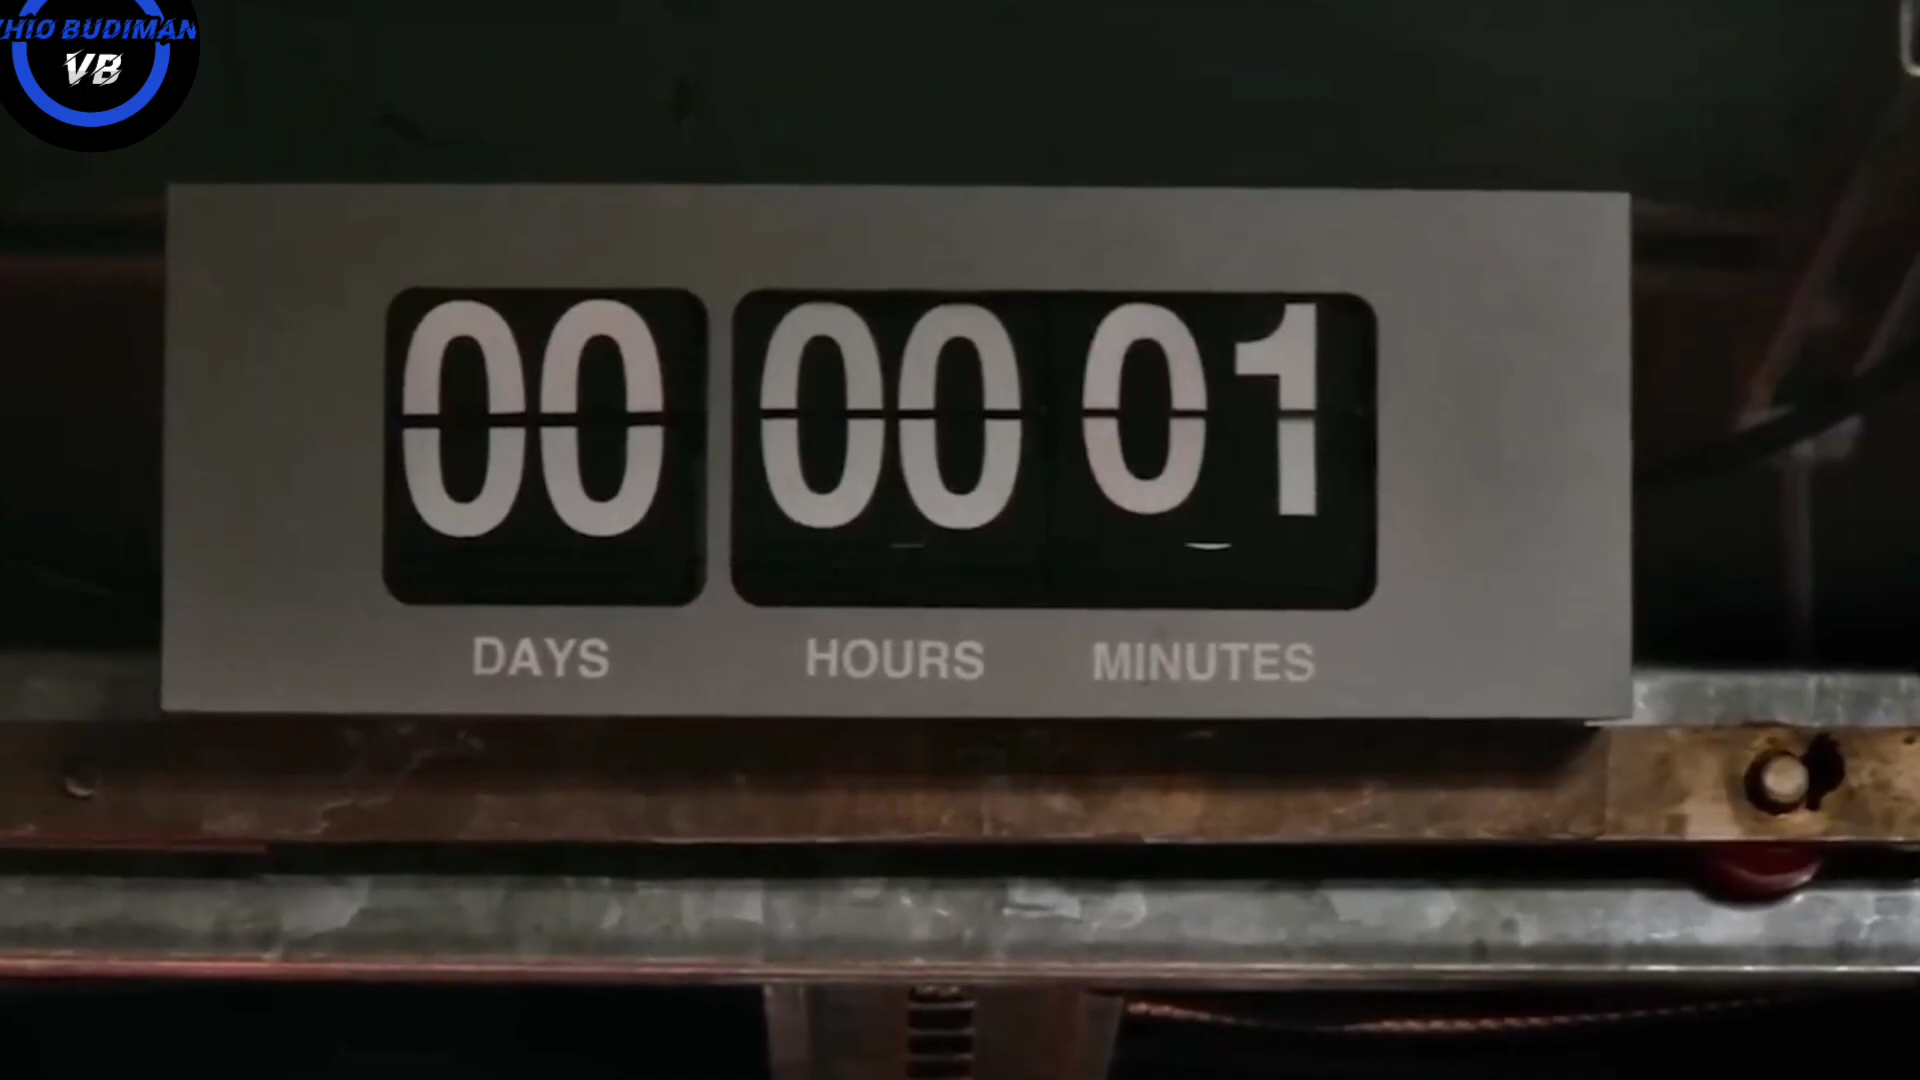 HIO BUDIMAN
VB
00 00 01
DAYS HOURS MINUTES